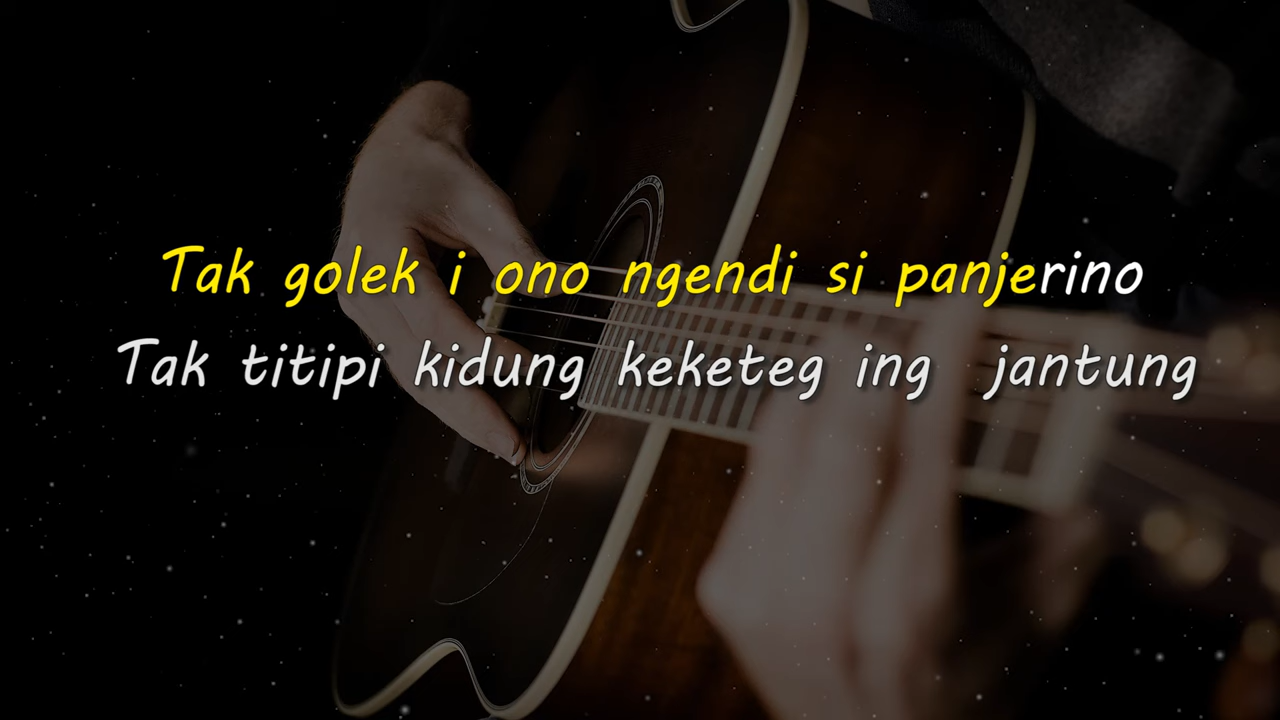 Tak golek i ono ngendi si panjerino
Tak titipi kidung keketeg ing jantung